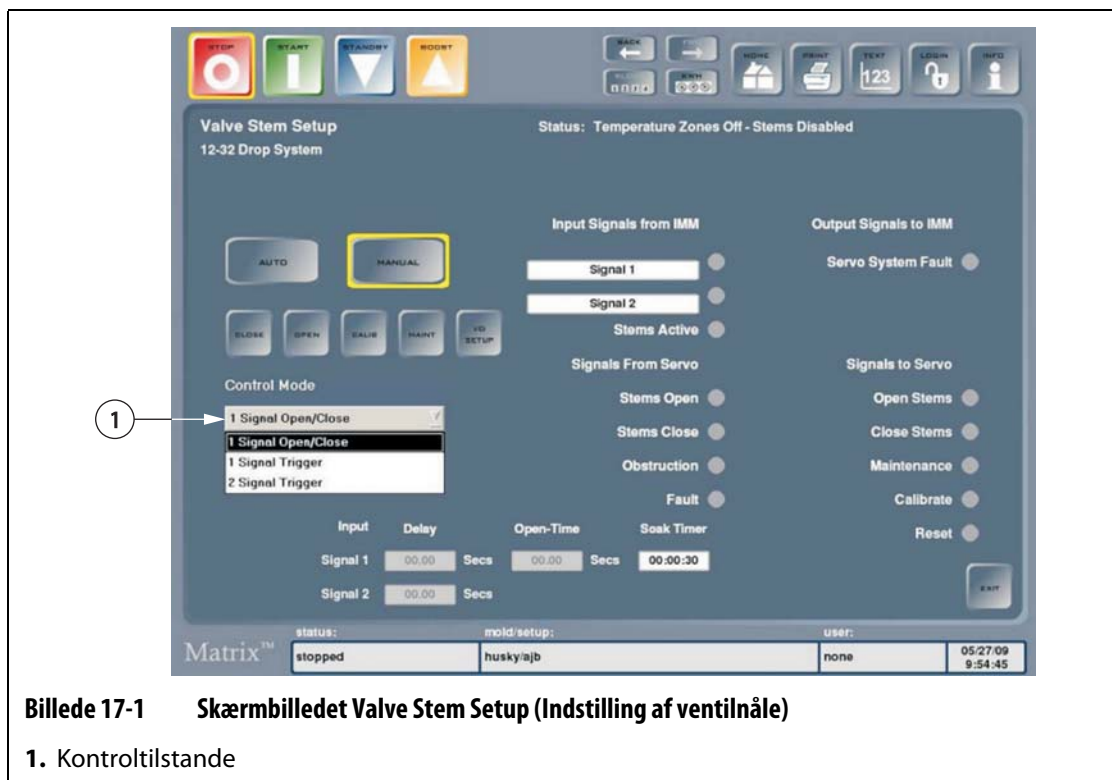 STOP
START
STANDBY
BOOST
BACK
HOME
PRINT
TEXT
123
LOGIN
INFO
Valve Stem Setup
12-32 Drop System
Status: Temperature Zones Off - Stems Disabled
Input Signals from IMM
Output Signals to IMM
AUTO
MANUAL
Signal 1
Servo System Fault
Signal 2
Stems Active
CLOSE
OPEN
CALIB
MAINT
I/O
SETUP
Signals From Servo
Signals to Servo
Control Mode
Stems Open
Open Stems
1
1 Signal Open/Close
1 Signal Open/Close
1 Signal Trigger
2 Signal Trigger
Stems Close
Close Stems
Obstruction
Maintenance
Fault
Calibrate
Input Delay Open-Time Soak Timer
Reset
Signal 1 00.00 Secs 00.00 Secs 00:00:30
Signal 2 00.00 Secs
EXIT
status: mold/setup: user:
Matrix™ stopped husky/ajb none 05/27/09
9:54:45
Billede 17-1 Skærmbilledet Valve Stem Setup (Indstilling af ventilnåle)
1. Kontroltilstande